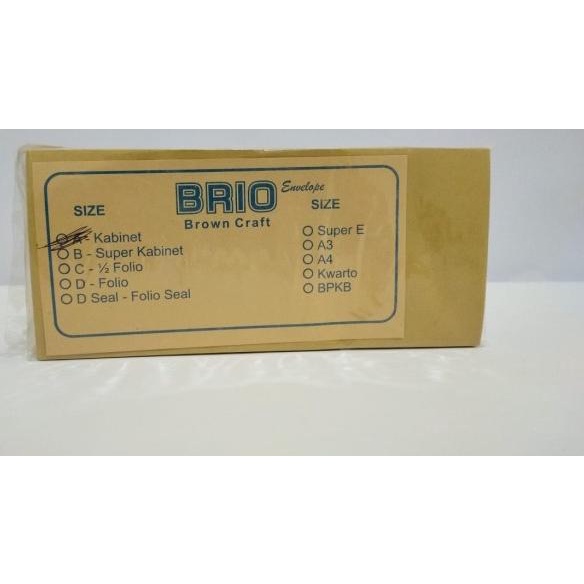 BRIO Envelope
Brown Craft
SIZE
A - Kabinet
B - Super Kabinet
C - ½ Folio
D - Folio
D Seal - Folio Seal
SIZE
Super E
A3
A4
Kwarto
BPKB